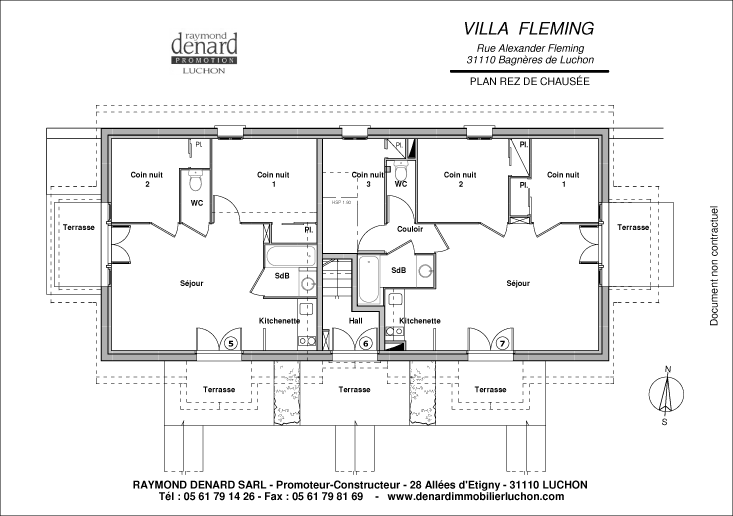 raymond
denard
PROMOTION
LUCHON
VILLA FLEMING
Rue Alexander Fleming
31110 Bagnères de Luchon
PLAN REZ DE CHAUSÉE
Pl.
Coin nuit
2
WC
Coin nuit
1
Pl.
Coin nuit
3
HSP 1.90
Pl.
WC
Coin nuit
2
Pl.
Pl.
Coin nuit
1
Terrasse
Couloir
Terrasse
SdB
SdB
Séjour
Séjour
Kitchenette
Hall
Kitchenette
5
6
7
Terrasse
Terrasse
Terrasse
Document non contractuel
N
S
RAYMOND DENARD SARL - Promoteur-Constructeur - 28 Allées d'Etigny - 31110 LUCHON
Tél : 05 61 79 14 26 - Fax : 05 61 79 81 69 - www.denardimmobilierluchon.com